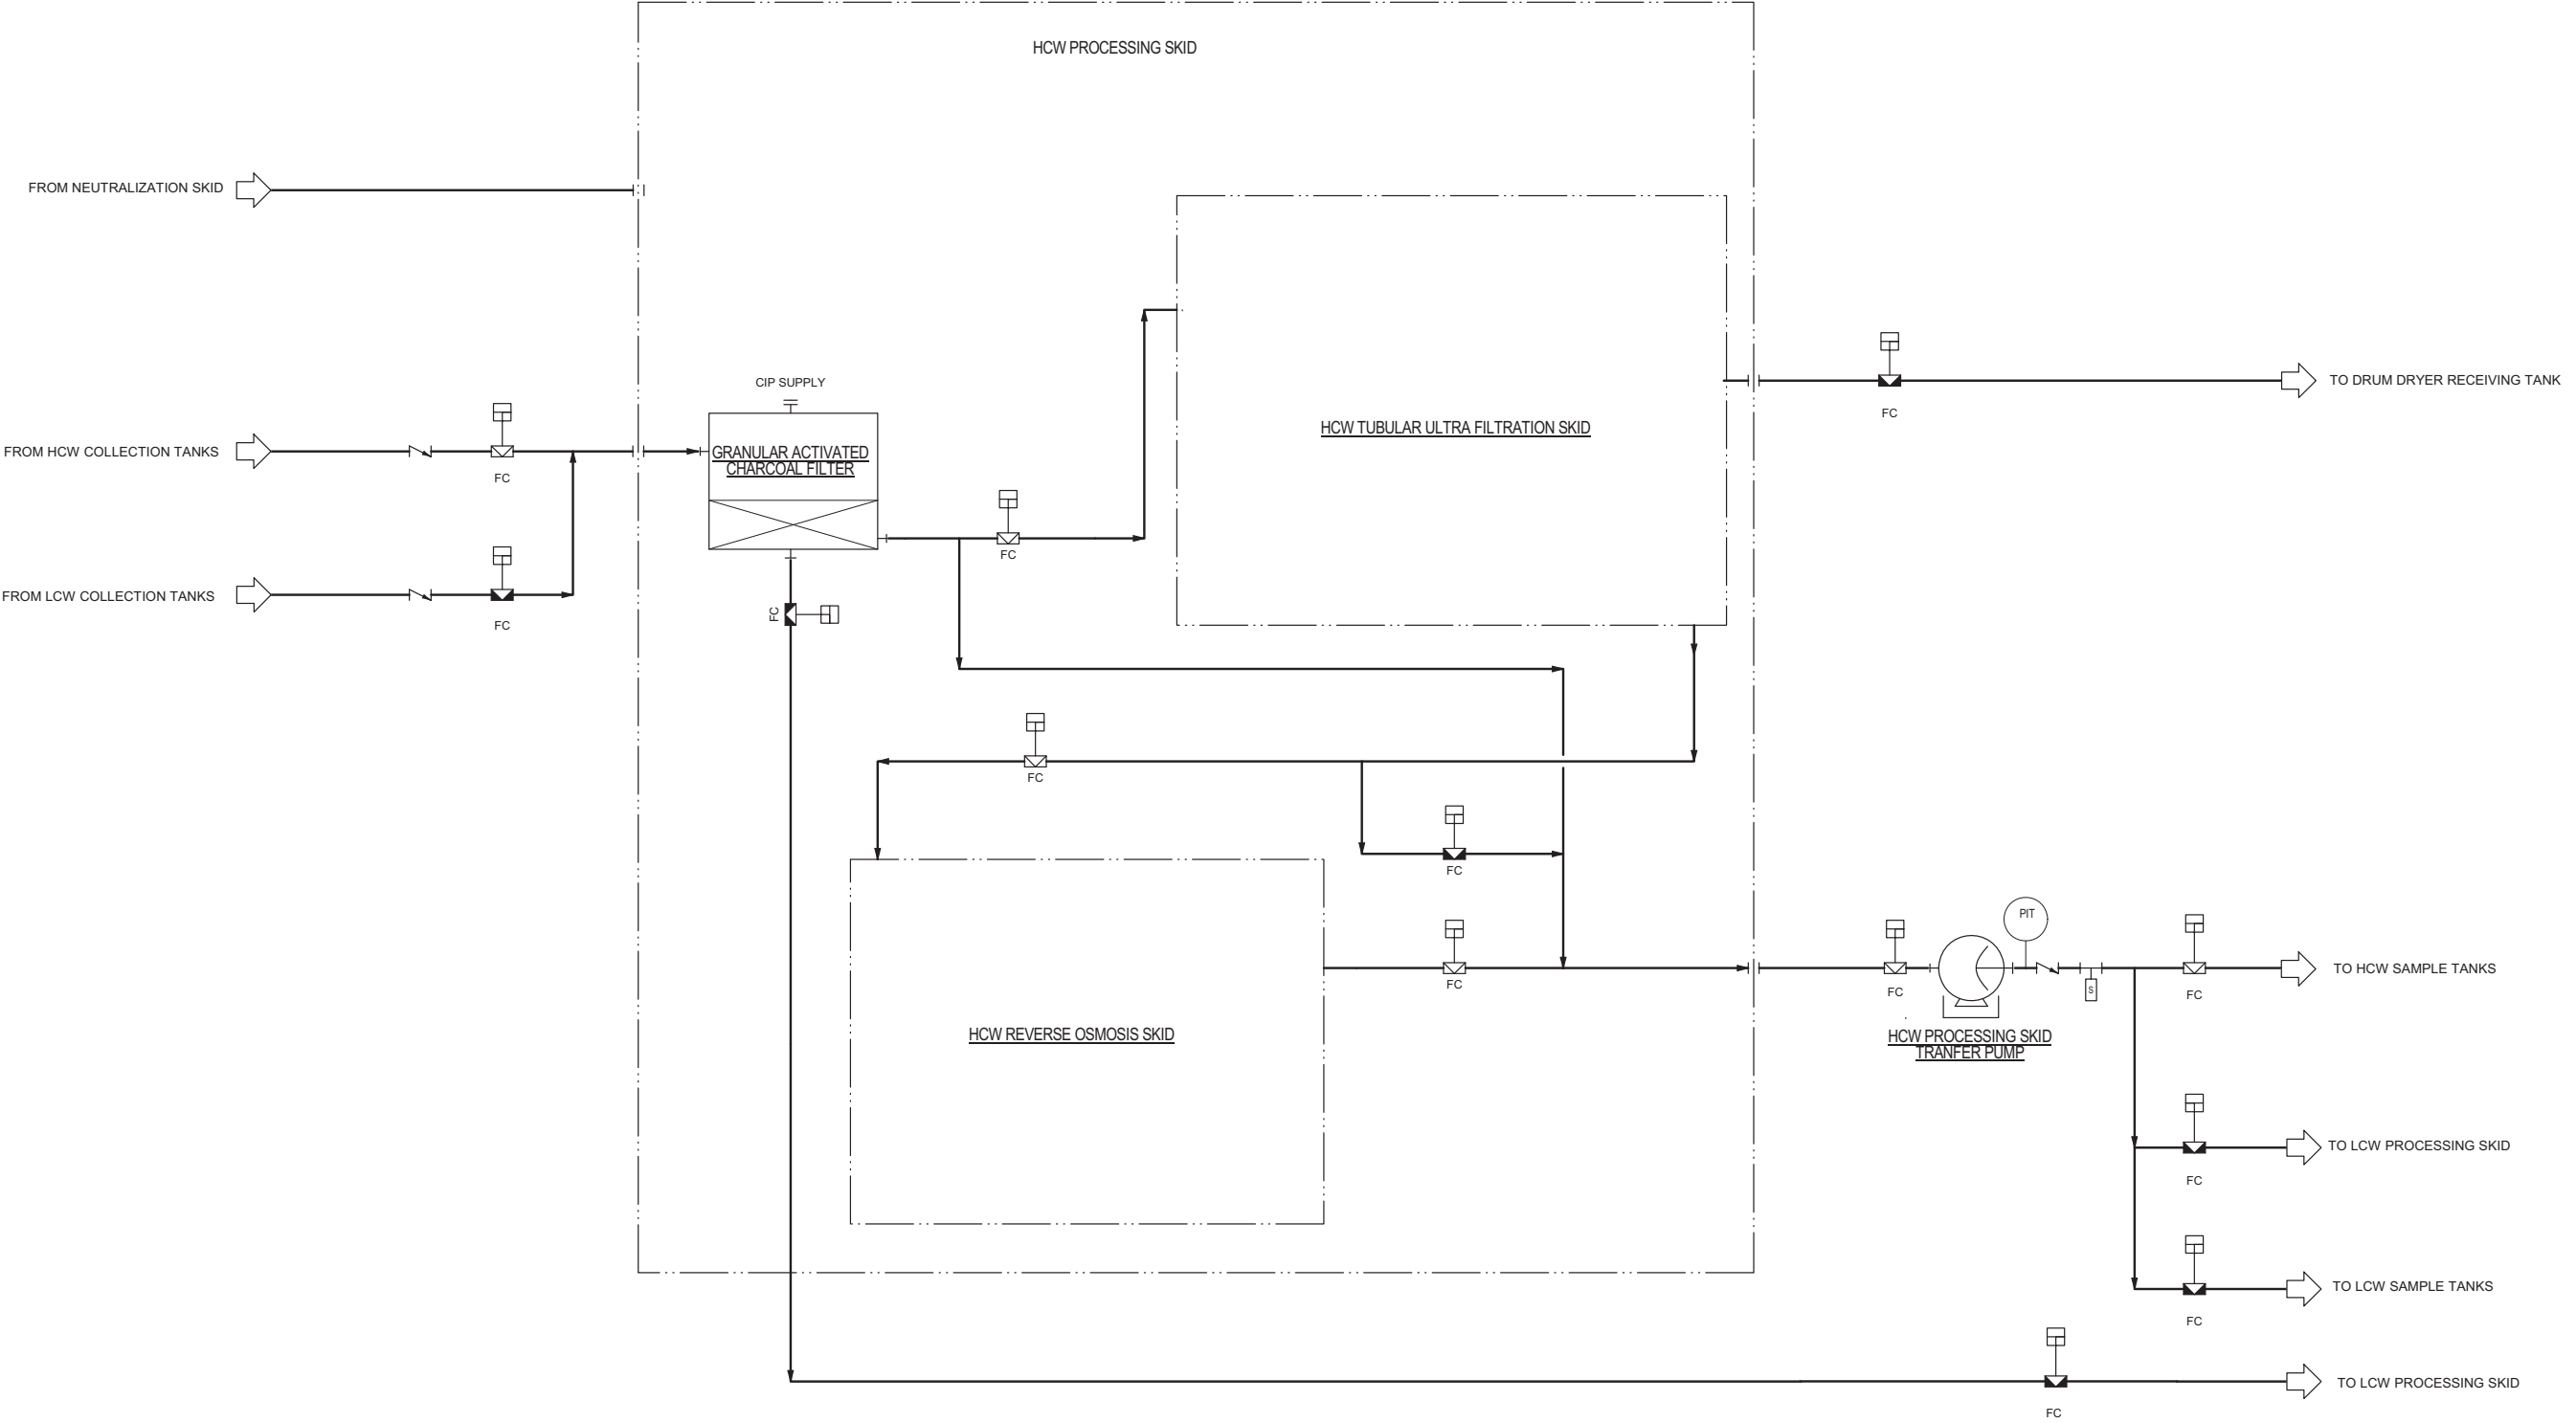 HCW PROCESSING SKID
FROM NEUTRALIZATION SKID
TO DRUM DRYER RECEIVING TANK
FC
CIP SUPPLY
HCW TUBULAR ULTRA FILTRATION SKID
FROM HCW COLLECTION TANKS
FC
GRANULAR ACTIVATED
CHARCOAL FILTER
FC
FROM LCW COLLECTION TANKS
FC
FC
FC
FC
PIT
FC
FC
S
FC
TO HCW SAMPLE TANKS
HCW REVERSE OSMOSIS SKID
HCW PROCESSING SKID
TRANFER PUMP
TO LCW PROCESSING SKID
FC
TO LCW SAMPLE TANKS
FC
TO LCW PROCESSING SKID
FC